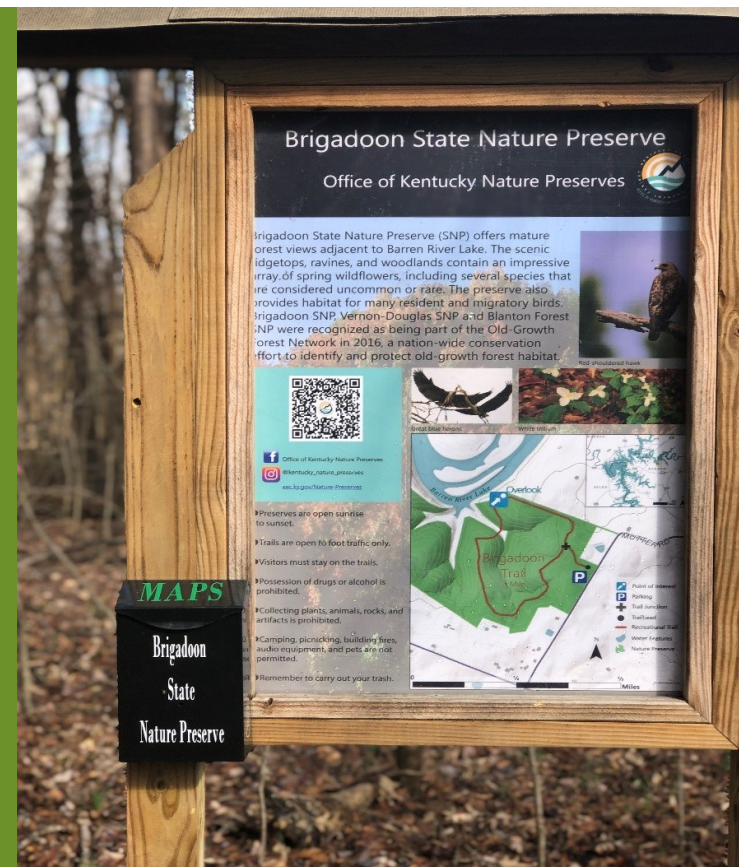 Brigadoon State Nature Preserve
Office of Kentucky Nature Preserves
Brigadoon State Nature Preserve (SNP) offers mature
forest views adjacent to Barren River Lake. The scenic
ridgetops, ravines, and woodlands contain an impressive
array of spring wildflowers, including several species that
are considered uncommon or rare. The preserve also
provides habitat for many resident and migratory birds.
Brigadoon SNP, Vernon-Douglas SNP and Blanton Forest
SNP were recognized as being part of the Old-Growth
Forest Network in 2016, a nation-wide conservation
effort to identify and protect old-growth forest habitat.
Red-shouldered hawk
Great blue herons
White trillium
Office of Kentucky Nature Preserves
@kentucky_nature_preserves
eec.ky.gov/Nature-Preserves
Preserves are open sunrise
to sunset.
Trails are open to foot traffic only.
Visitors must stay on the trails.
Possession of drugs or alcohol is
prohibited.
Collecting plants, animals, rocks, and
artifacts is prohibited.
Camping, picnicking, building fires,
audio equipment, and pets are not
permitted.
Remember to carry out your trash.
Barren River Lake
Overlook
Brigadoon
Trail
P
Point of Interest
P Parking
Trail Junction
Trailhead
Recreational Trail
Water Features
Nature Preserve
N
0
Miles
MAPS
Brigadoon
State
Nature Preserve